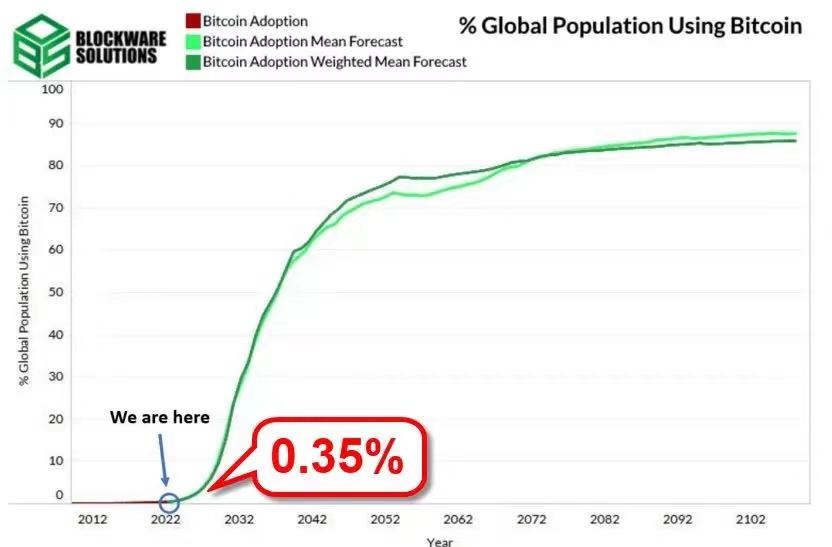 BLOCKWARE
SOLUTIONS
Bitcoin Adoption
Bitcoin Adoption Mean Forecast
Bitcoin Adoption Weighted Mean Forecast
% Global Population Using Bitcoin
% Global Population Using Bitcoin
100
90
80
70
60
50
40
30
20
10
0
We are here
0.35%
2012
2022
2032
2042
2052
2062
2072
2082
2092
2102
Year